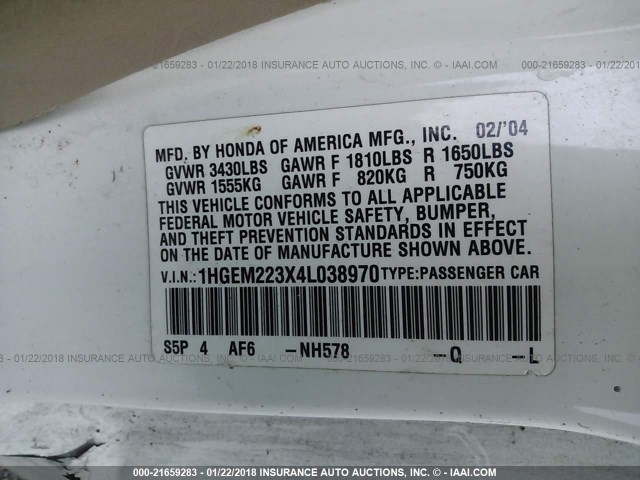 000-21659283 - 01/22/2018 INSURANCE AUTO AUCTIONS, INC. - IAAI.COM
MFD. BY HONDA OF AMERICA MFG., INC. 02/'04
GVWR 3430LBS GAWR F 1810LBS R 1650LBS
GVWR 1555KG GAWR F 820KG R 750KG
THIS VEHICLE CONFORMS TO ALL APPLICABLE
FEDERAL MOTOR VEHICLE SAFETY, BUMPER,
AND THEFT PREVENTION STANDARDS IN EFFECT
ON THE DATE OF MANUFACTURE SHOWN ABOVE.
V.I.N.:1HGEM223X4L038970 TYPE:PASSENGER CAR
S5P 4 AF6 -NH578 -Q -L
000-21659283 - 01/22/2018 INSURANCE AUTO AUCTIONS, INC. - IAAI.COM